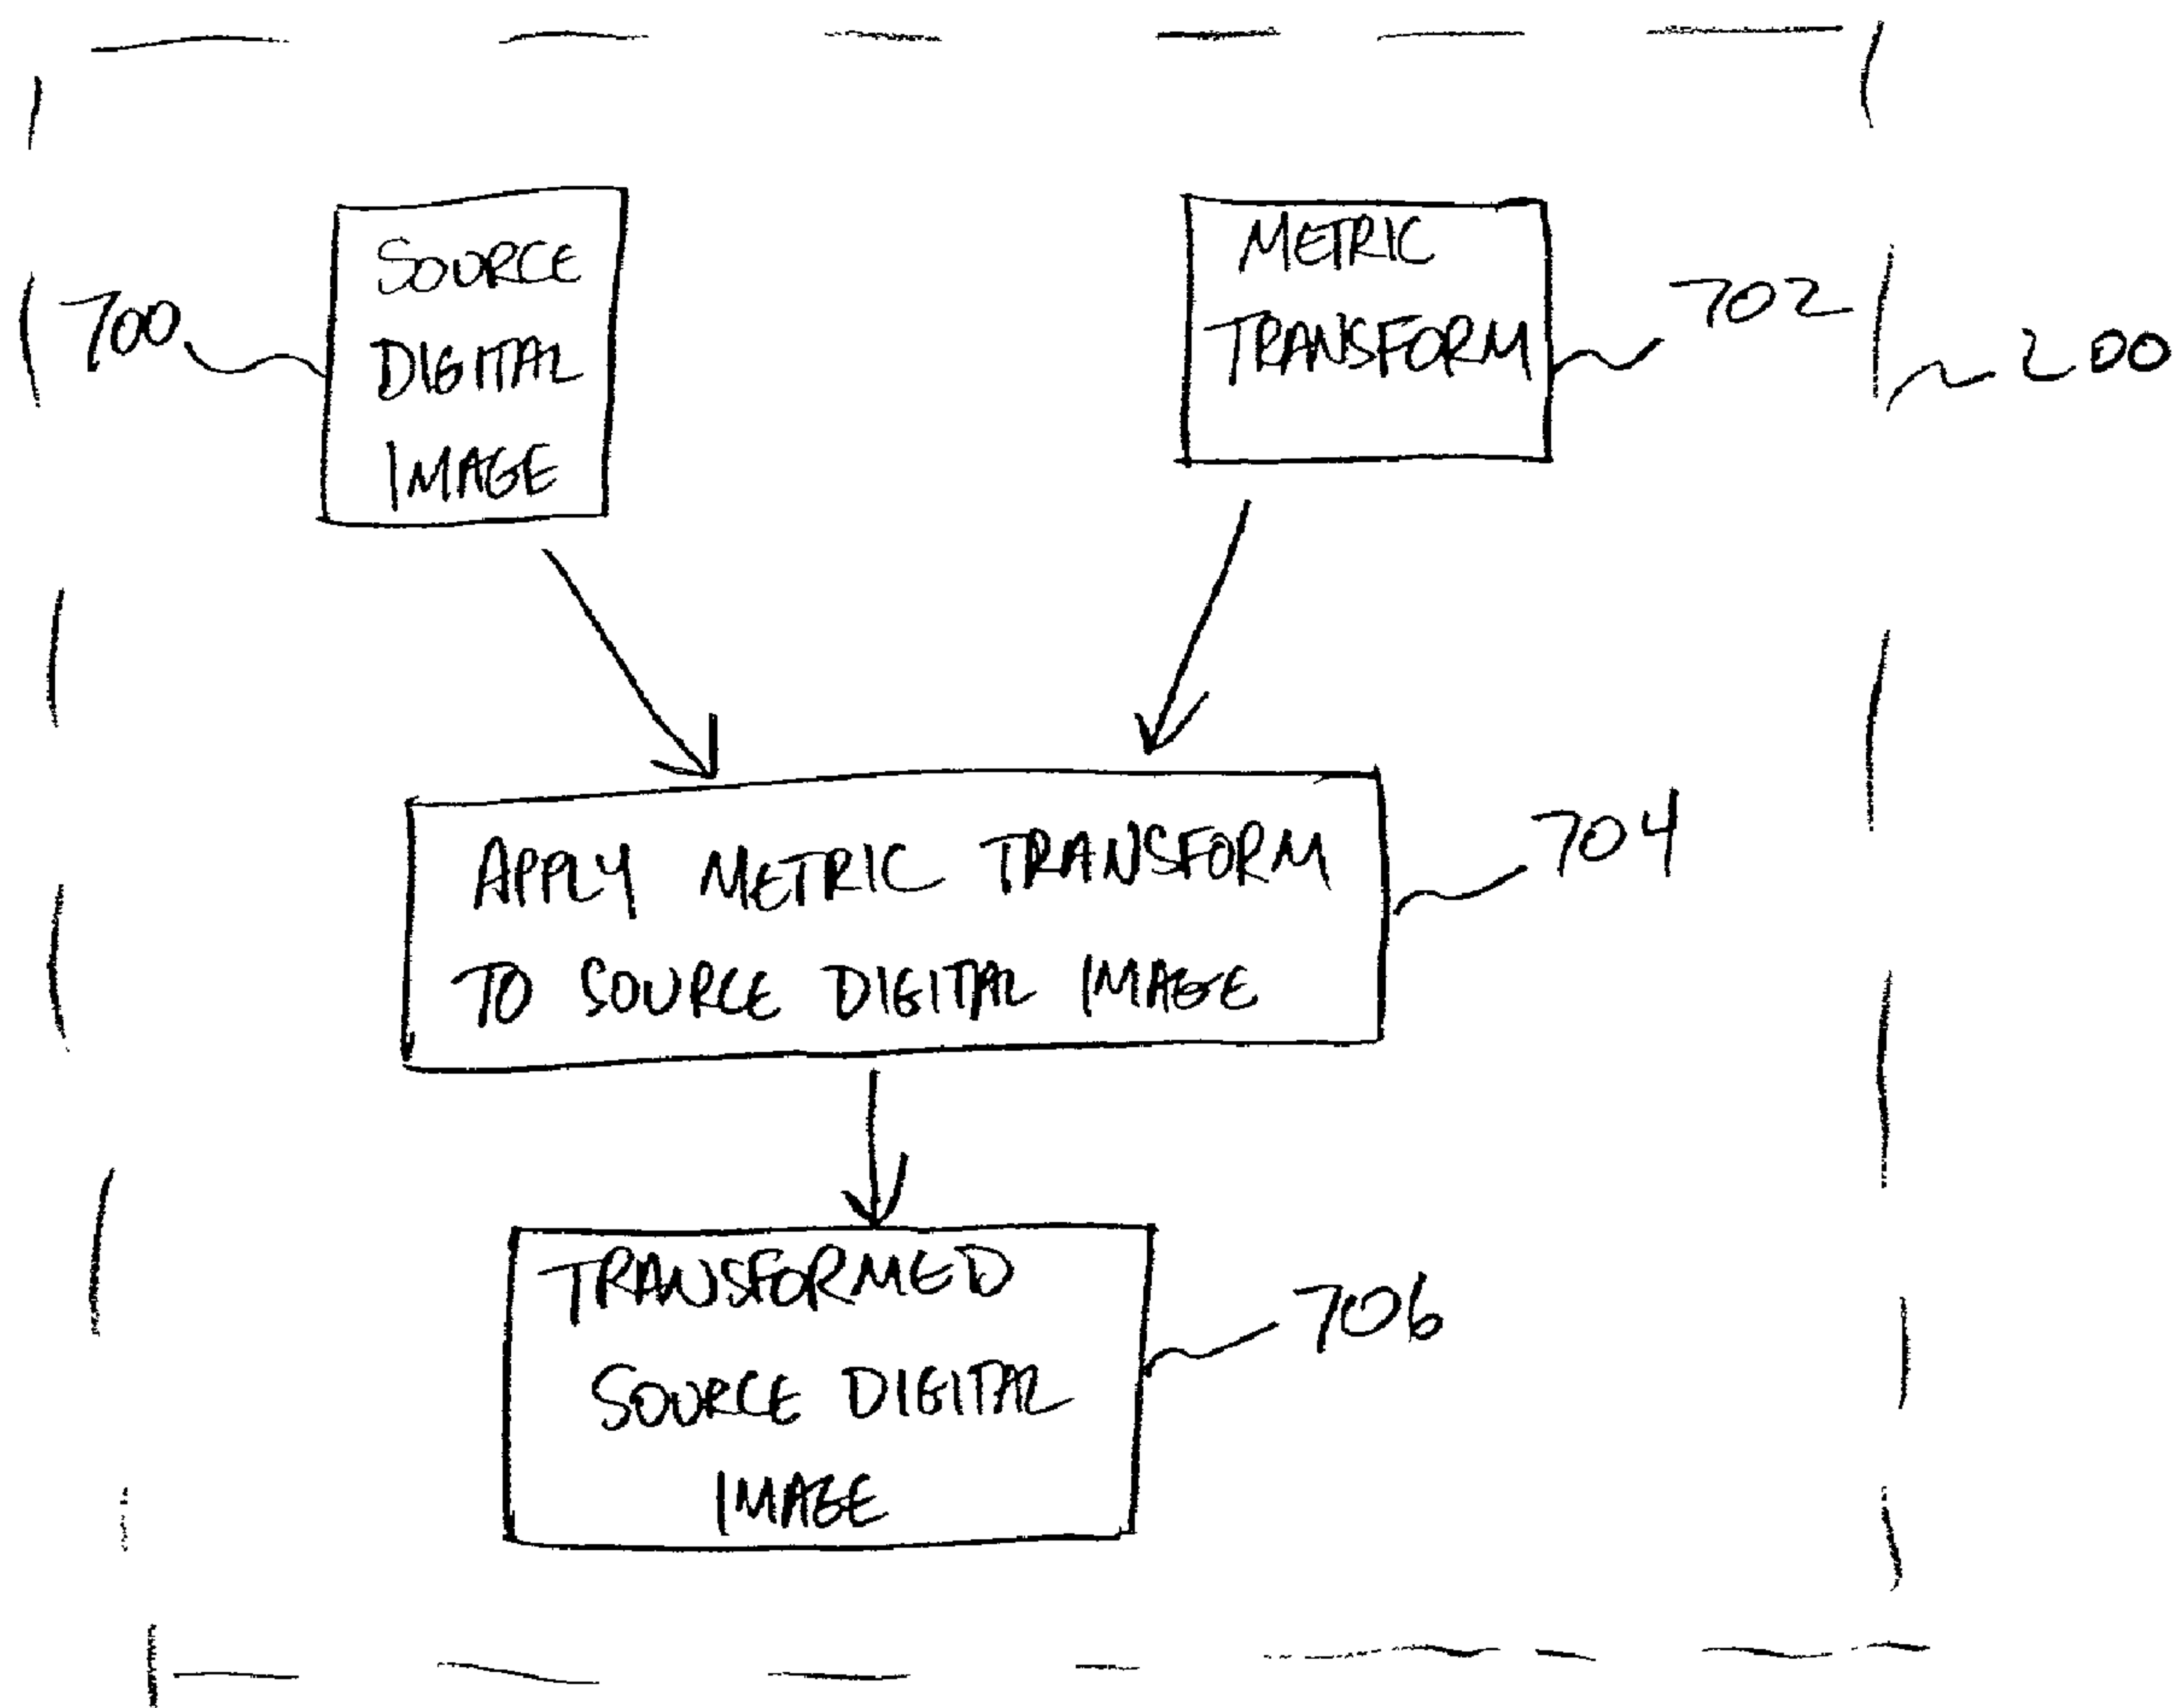 SOURCE
DIGITAL
IMAGE
700
METRIC
TRANSFORM
702
200
APPLY METRIC TRANSFORM
TO SOURCE DIGITAL IMAGE
704
TRANSFORMED
SOURCE DIGITAL
IMAGE
706